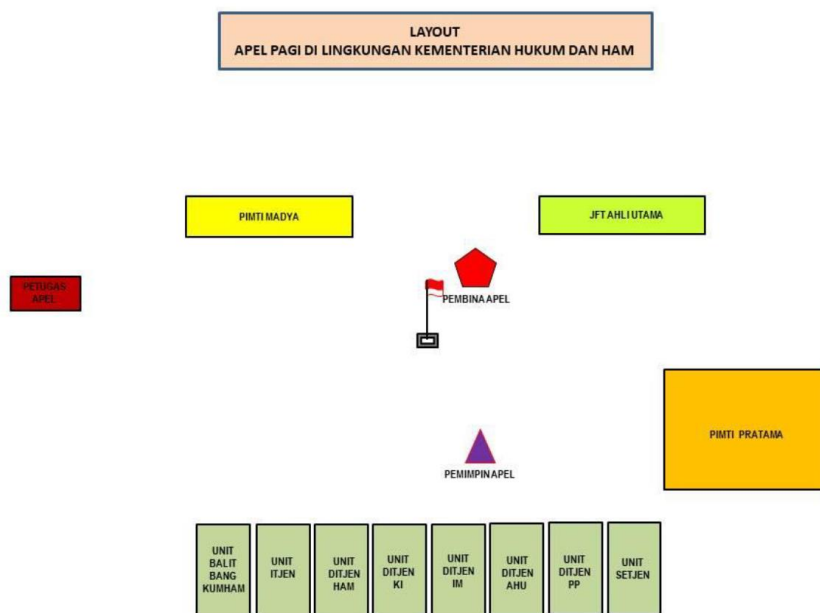 LAYOUT
APEL PAGI DI LINGKUNGAN KEMENTERIAN HUKUM DAN HAM
PIMTI MADYA
JFT AHLI UTAMA
PETUGAS
APEL
PEMBINA APEL
PIMTI PRATAMA
PEMIMPIN APEL
UNIT
BALIT
BANG
KUMHAM
UNIT
ITJEN
UNIT
DITJEN
HAM
UNIT
DITJEN
KI
UNIT
DITJEN
IM
UNIT
DITJEN
AHU
UNIT
DITJEN
PP
UNIT
SETJEN